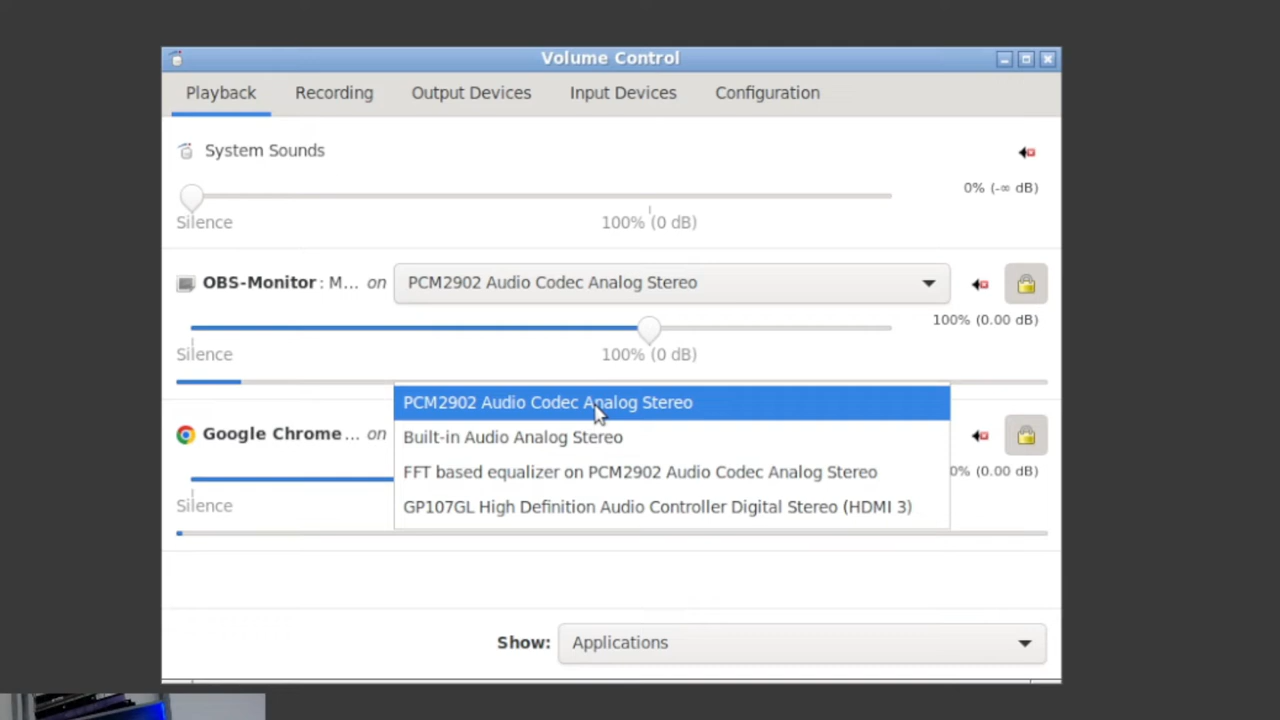 Volume Control
Playback Recording Output Devices Input Devices Configuration
System Sounds
0% (-∞ dB)
Silence 100% (0 dB)
OBS-Monitor : M... on PCM2902 Audio Codec Analog Stereo
100% (0.00 dB)
Silence 100% (0 dB)
PCM2902 Audio Codec Analog Stereo
Google Chrome... on Built-in Audio Analog Stereo
FFT based equalizer on PCM2902 Audio Codec Analog Stereo 0% (0.00 dB)
Silence GP107GL High Definition Audio Controller Digital Stereo (HDMI 3)
Show: Applications